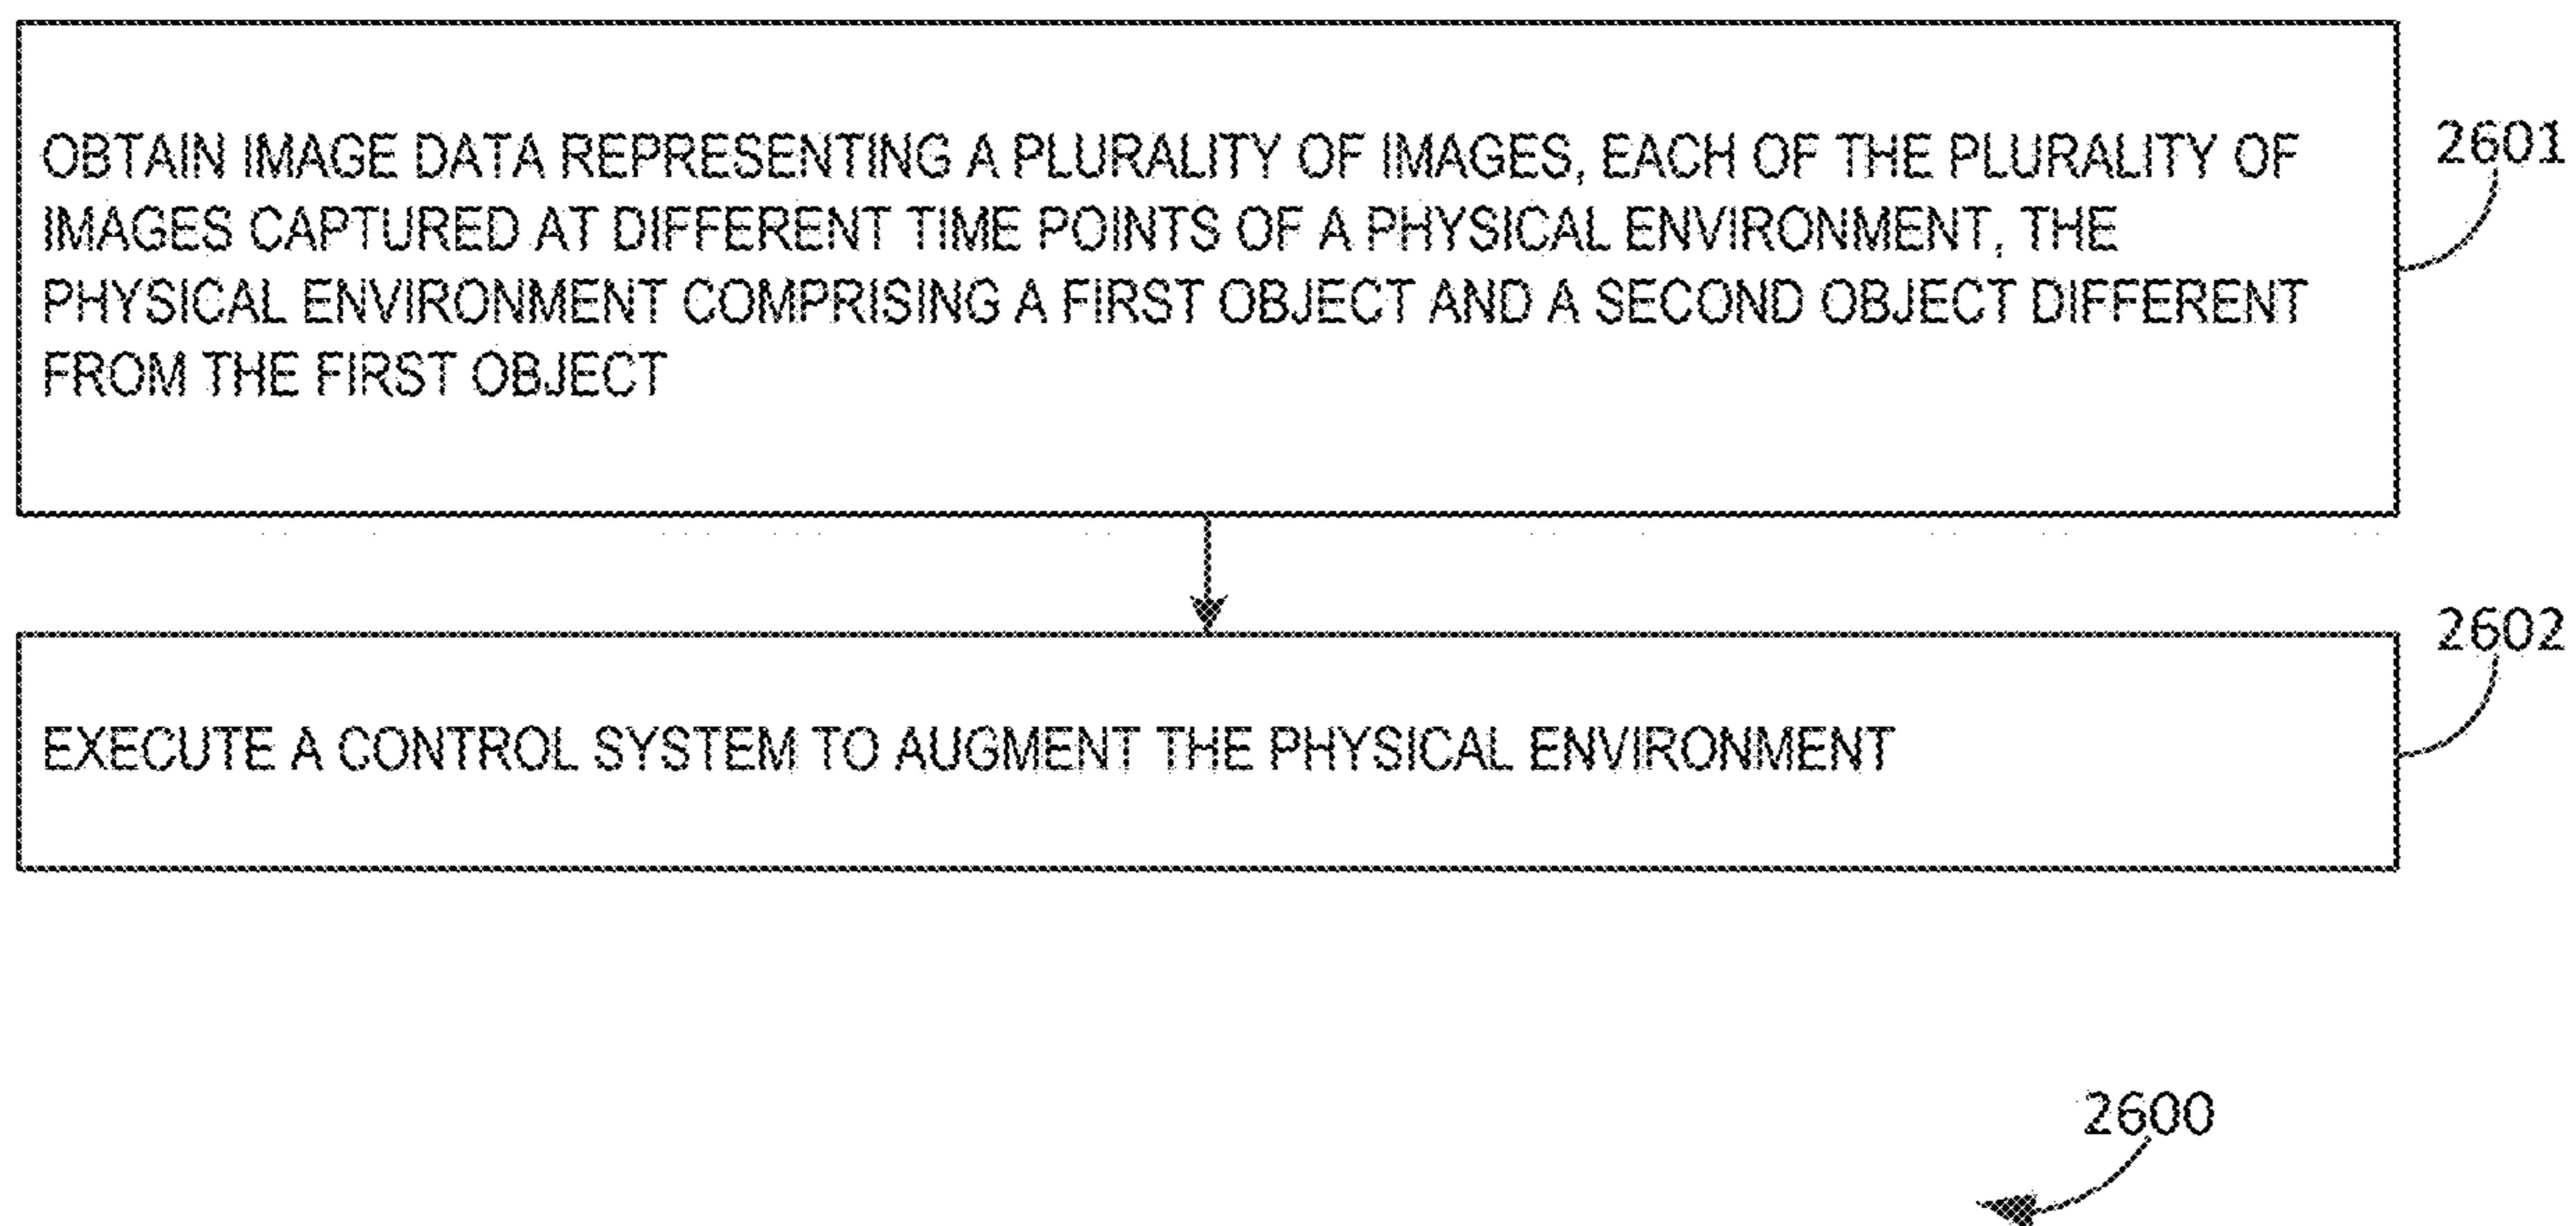 OBTAIN IMAGE DATA REPRESENTING A PLURALITY OF IMAGES, EACH OF THE PLURALITY OF
IMAGES CAPTURED AT DIFFERENT TIME POINTS OF A PHYSICAL ENVIRONMENT, THE
PHYSICAL ENVIRONMENT COMPRISING A FIRST OBJECT AND A SECOND OBJECT DIFFERENT
FROM THE FIRST OBJECT
2601
EXECUTE A CONTROL SYSTEM TO AUGMENT THE PHYSICAL ENVIRONMENT
2602
2600